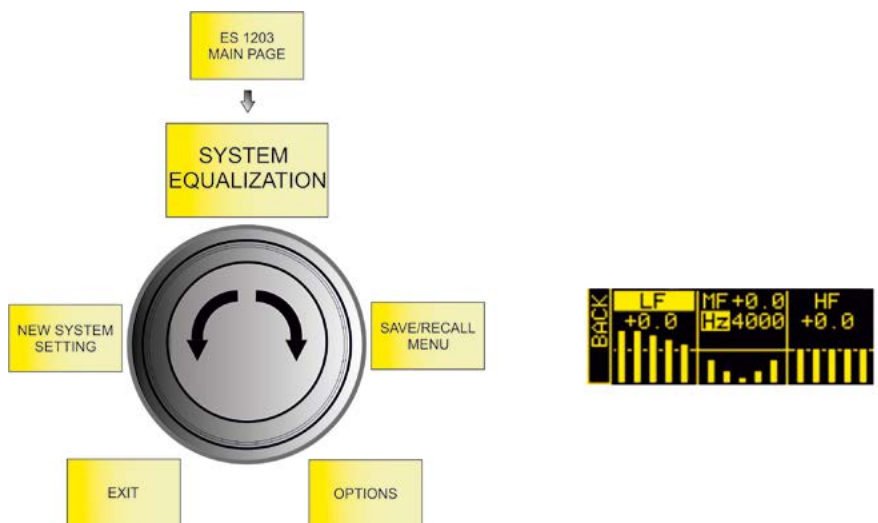 ES 1203
MAIN PAGE
SYSTEM
EQUALIZATION
NEW SYSTEM
SETTING
SAVE/RECALL
MENU
EXIT
OPTIONS
BACK
LF
+0.0
MF+0.0
Hz4000
HF
+0.0